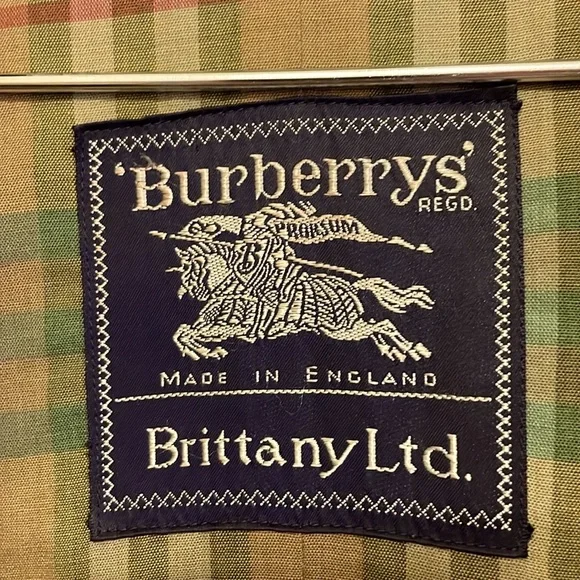 'Burberrys'
REGD.
PRORSUM
B
MADE IN ENGLAND
Brittany Ltd.